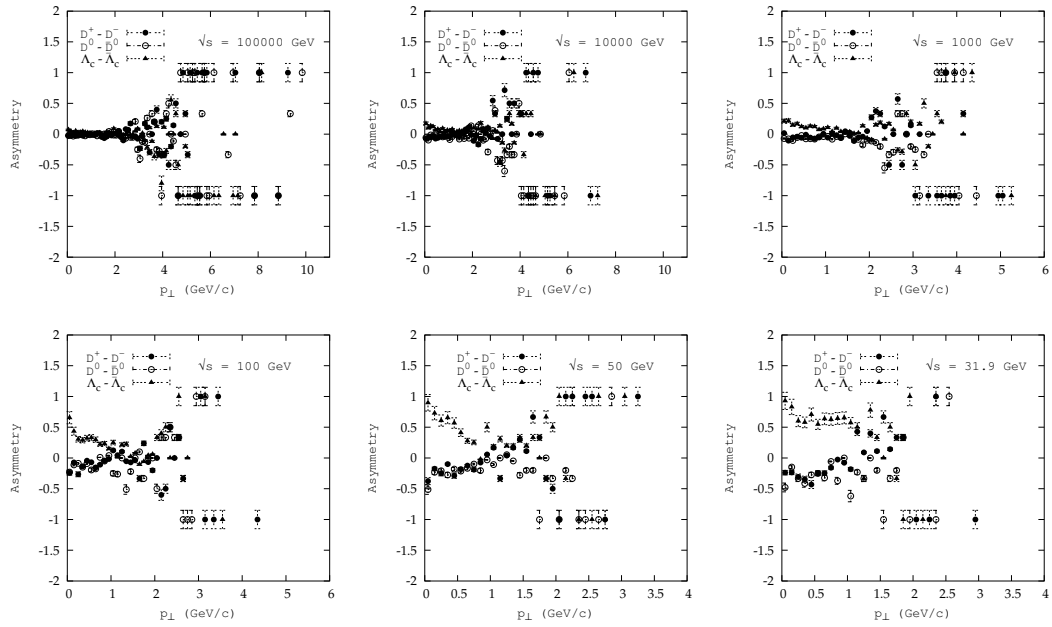 D⁺-D⁻
D⁰-D̄⁰
Λc-Λ̄c
√s = 100000 GeV
Asymmetry
2
1.5
1
0.5
0
-0.5
-1
-1.5
-2
0 2 4 6 8 10
p⊥ (GeV/c)
D⁺-D⁻
D⁰-D̄⁰
Λc-Λ̄c
√s = 10000 GeV
Asymmetry
2
1.5
1
0.5
0
-0.5
-1
-1.5
-2
0 2 4 6 8 10
p⊥ (GeV/c)
D⁺-D⁻
D⁰-D̄⁰
Λc-Λ̄c
√s = 1000 GeV
Asymmetry
2
1.5
1
0.5
0
-0.5
-1
-1.5
-2
0 1 2 3 4 5 6
p⊥ (GeV/c)
D⁺-D⁻
D⁰-D̄⁰
Λc-Λ̄c
√s = 100 GeV
Asymmetry
2
1.5
1
0.5
0
-0.5
-1
-1.5
-2
0 1 2 3 4 5 6
p⊥ (GeV/c)
D⁺-D⁻
D⁰-D̄⁰
Λc-Λ̄c
√s = 50 GeV
Asymmetry
2
1.5
1
0.5
0
-0.5
-1
-1.5
-2
0 0.5 1 1.5 2 2.5 3 3.5 4
p⊥ (GeV/c)
D⁺-D⁻
D⁰-D̄⁰
Λc-Λ̄c
√s = 31.9 GeV
Asymmetry
2
1.5
1
0.5
0
-0.5
-1
-1.5
-2
0 0.5 1 1.5 2 2.5 3 3.5 4
p⊥ (GeV/c)